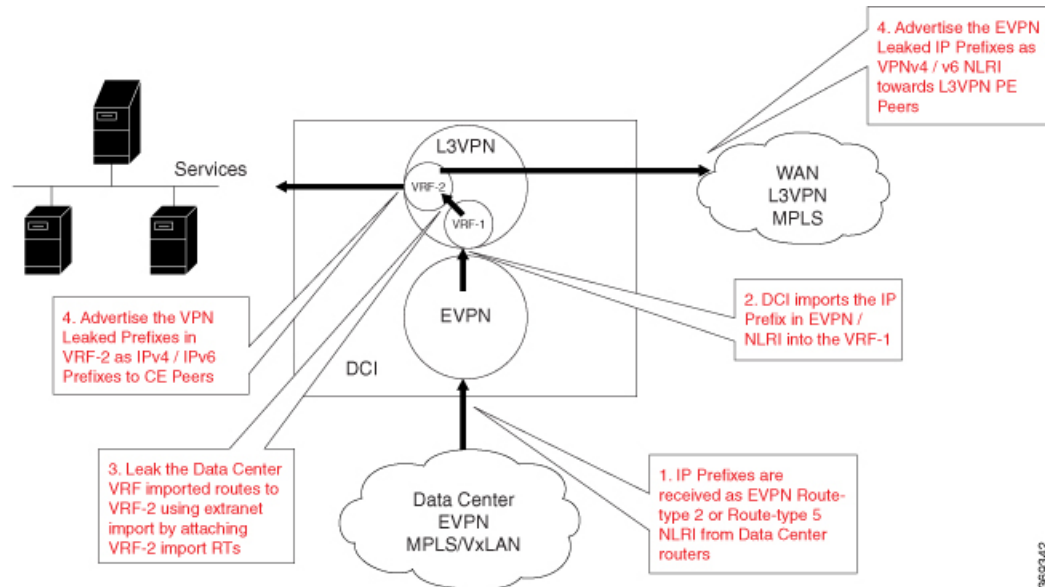 4. Advertise the EVPN
Leaked IP Prefixes as
VPNv4 / v6 NLRI
towards L3VPN PE
Peers
L3VPN
Services
VRF-2
VRF-1
WAN
L3VPN
MPLS
4. Advertise the VPN
Leaked Prefixes in
VRF-2 as IPv4 / IPv6
Prefixes to CE Peers
EVPN
DCI
2. DCI imports the IP
Prefix in EVPN /
NLRI into the VRF-1
3. Leak the Data Center
VRF imported routes to
VRF-2 using extranet
import by attaching
VRF-2 import RTs
Data Center
EVPN
MPLS/VxLAN
1. IP Prefixes are
received as EVPN Route-
type 2 or Route-type 5
NLRI from Data Center
routers
369342